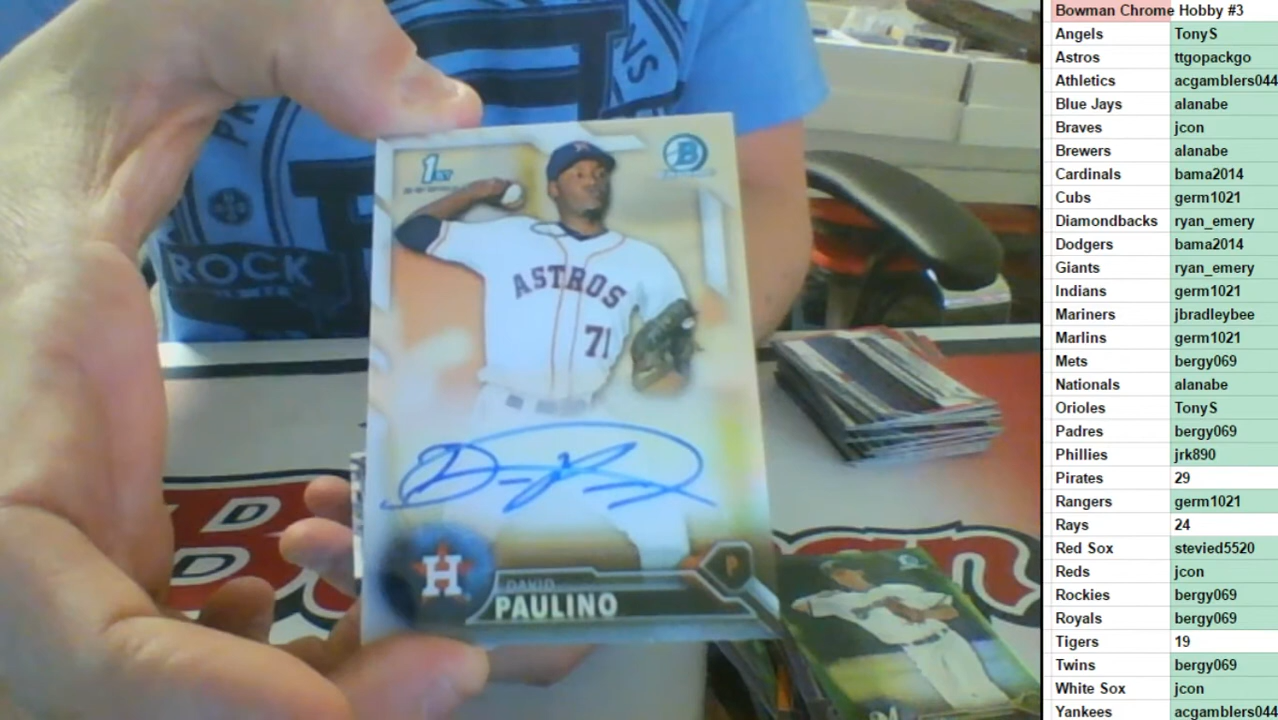 Bowman Chrome Hobby #3
Angels TonyS
Astros ttgopackgo
Athletics acgamblers044
Blue Jays alanabe
Braves jcon
Brewers alanabe
Cardinals bama2014
Cubs germ1021
Diamondbacks ryan_emery
Dodgers bama2014
Giants ryan_emery
Indians germ1021
Mariners jbradleybee
Marlins germ1021
Mets bergy069
Nationals alanabe
Orioles TonyS
Padres bergy069
Phillies jrk890
Pirates 29
Rangers germ1021
Rays 24
Red Sox stevied5520
Reds jcon
Rockies bergy069
Royals bergy069
Tigers 19
Twins bergy069
White Sox jcon
Yankees acgamblers044
1ST
B
ASTROS
71
H
DAVID
PAULINO
P
ROCK
NS
D
D